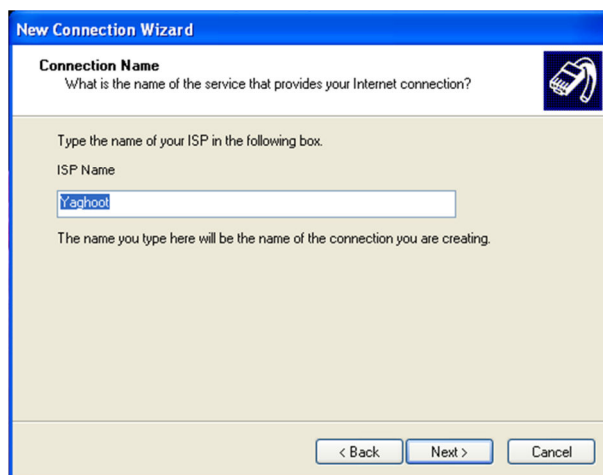 New Connection Wizard
Connection Name
What is the name of the service that provides your Internet connection?
Type the name of your ISP in the following box.
ISP Name
Yaghoot
The name you type here will be the name of the connection you are creating.
< Back Next > Cancel